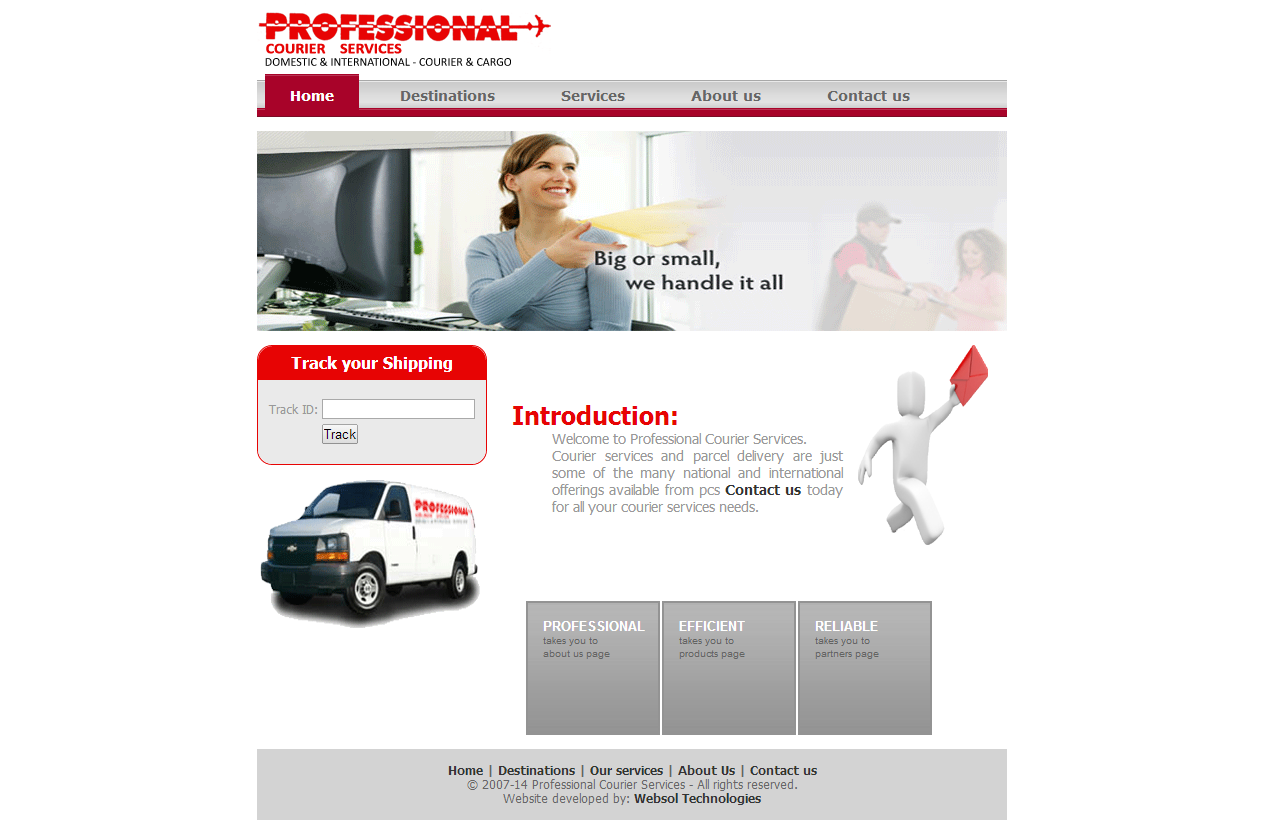 PROFESSIONAL
COURIER SERVICES
DOMESTIC & INTERNATIONAL - COURIER & CARGO
Home Destinations Services About us Contact us
Big or small,
we handle it all
Track your Shipping
Track ID:
Track
PROFESSIONAL
Introduction:
Welcome to Professional Courier Services.
Courier services and parcel delivery are just
some of the many national and international
offerings available from pcs Contact us today
for all your courier services needs.
PROFESSIONAL
takes you to
about us page
EFFICIENT
takes you to
products page
RELIABLE
takes you to
partners page
Home | Destinations | Our services | About Us | Contact us
© 2007-14 Professional Courier Services - All rights reserved.
Website developed by: Websol Technologies